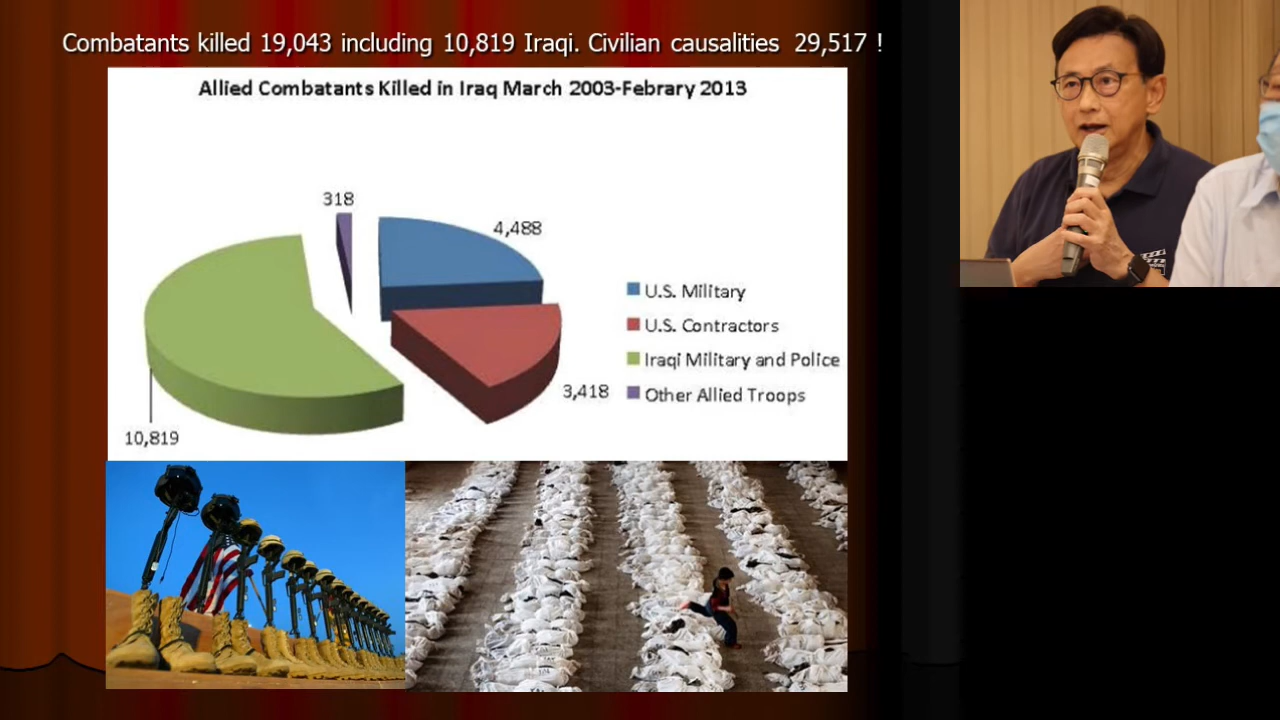 Combatants killed 19,043 including 10,819 Iraqi. Civilian causalities 29,517 !
Allied Combatants Killed in Iraq March 2003-Febrary 2013
318
4,488
U.S. Military
U.S. Contractors
Iraqi Military and Police
3,418
Other Allied Troops
10,819